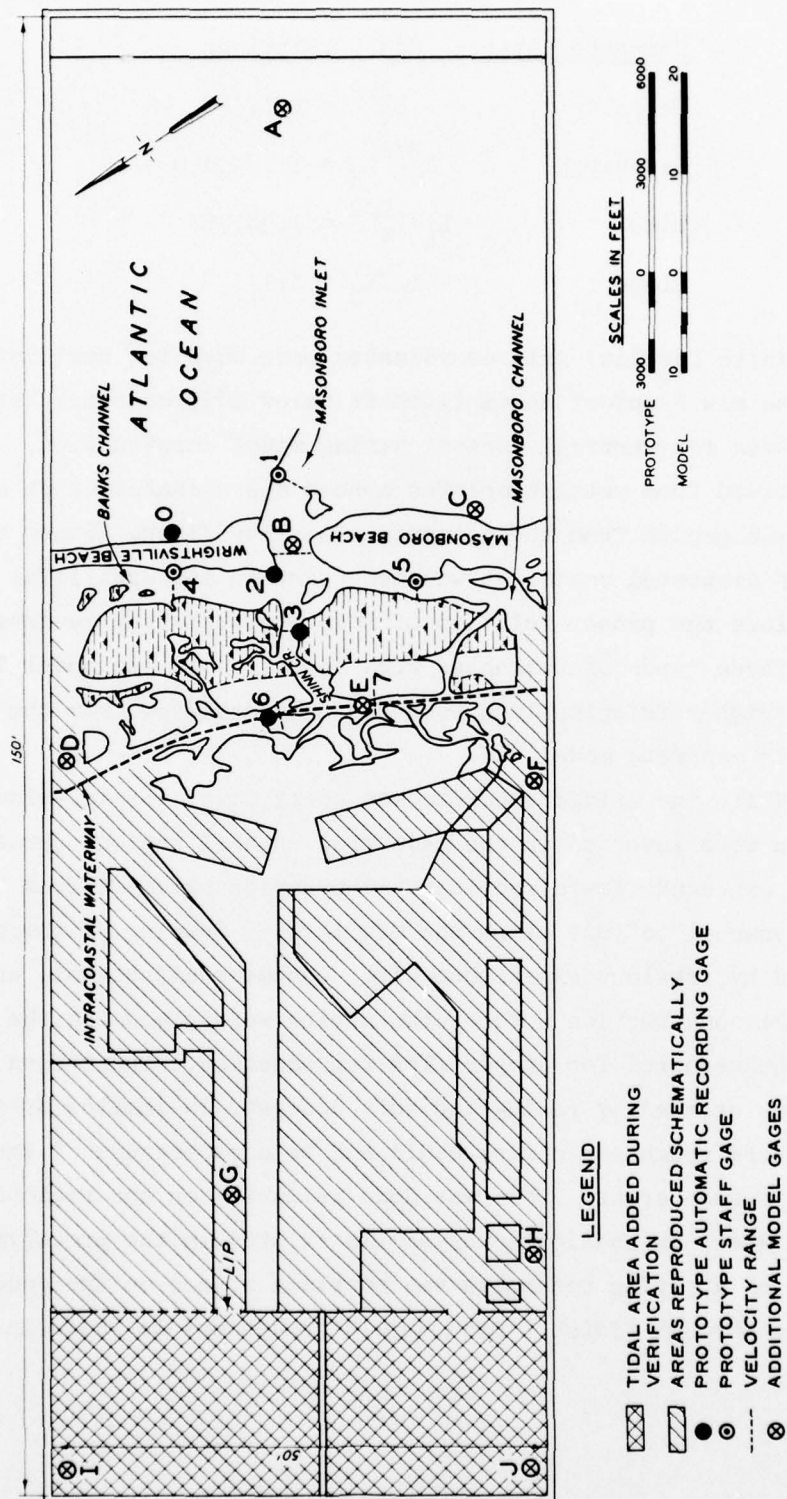 150'
50'
I
J
LIP
G
H
INTRACOASTAL WATERWAY
D
BANKS CHANNEL
WRIGHTSVILLE BEACH
ATLANTIC
OCEAN
N
A
MASONBORO INLET
0
1
2
3
4
5
6
7
B
C
E
F
SHINN CR.
MASONBORO BEACH
MASONBORO CHANNEL
LEGEND
TIDAL AREA ADDED DURING
VERIFICATION
AREAS REPRODUCED SCHEMATICALLY
PROTOTYPE AUTOMATIC RECORDING GAGE
PROTOTYPE STAFF GAGE
VELOCITY RANGE
ADDITIONAL MODEL GAGES
SCALES IN FEET
PROTOTYPE 3000 0 3000 6000
MODEL 10 0 10 20